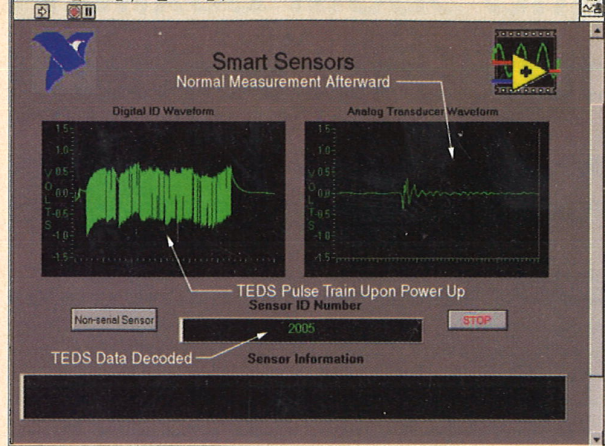 Smart Sensors
Normal Measurement Afterward
Digital ID Waveform
Analog Transducer Waveform
VOLTS
1.5
1.0
0.5
0.0
-0.5
-1.0
-1.5
VOLTS
1.5
1.0
0.5
0.0
-0.5
-1.0
-1.5
TEDS Pulse Train Upon Power Up
Sensor ID Number
Non-serial Sensor
2005
STOP
TEDS Data Decoded
Sensor Information